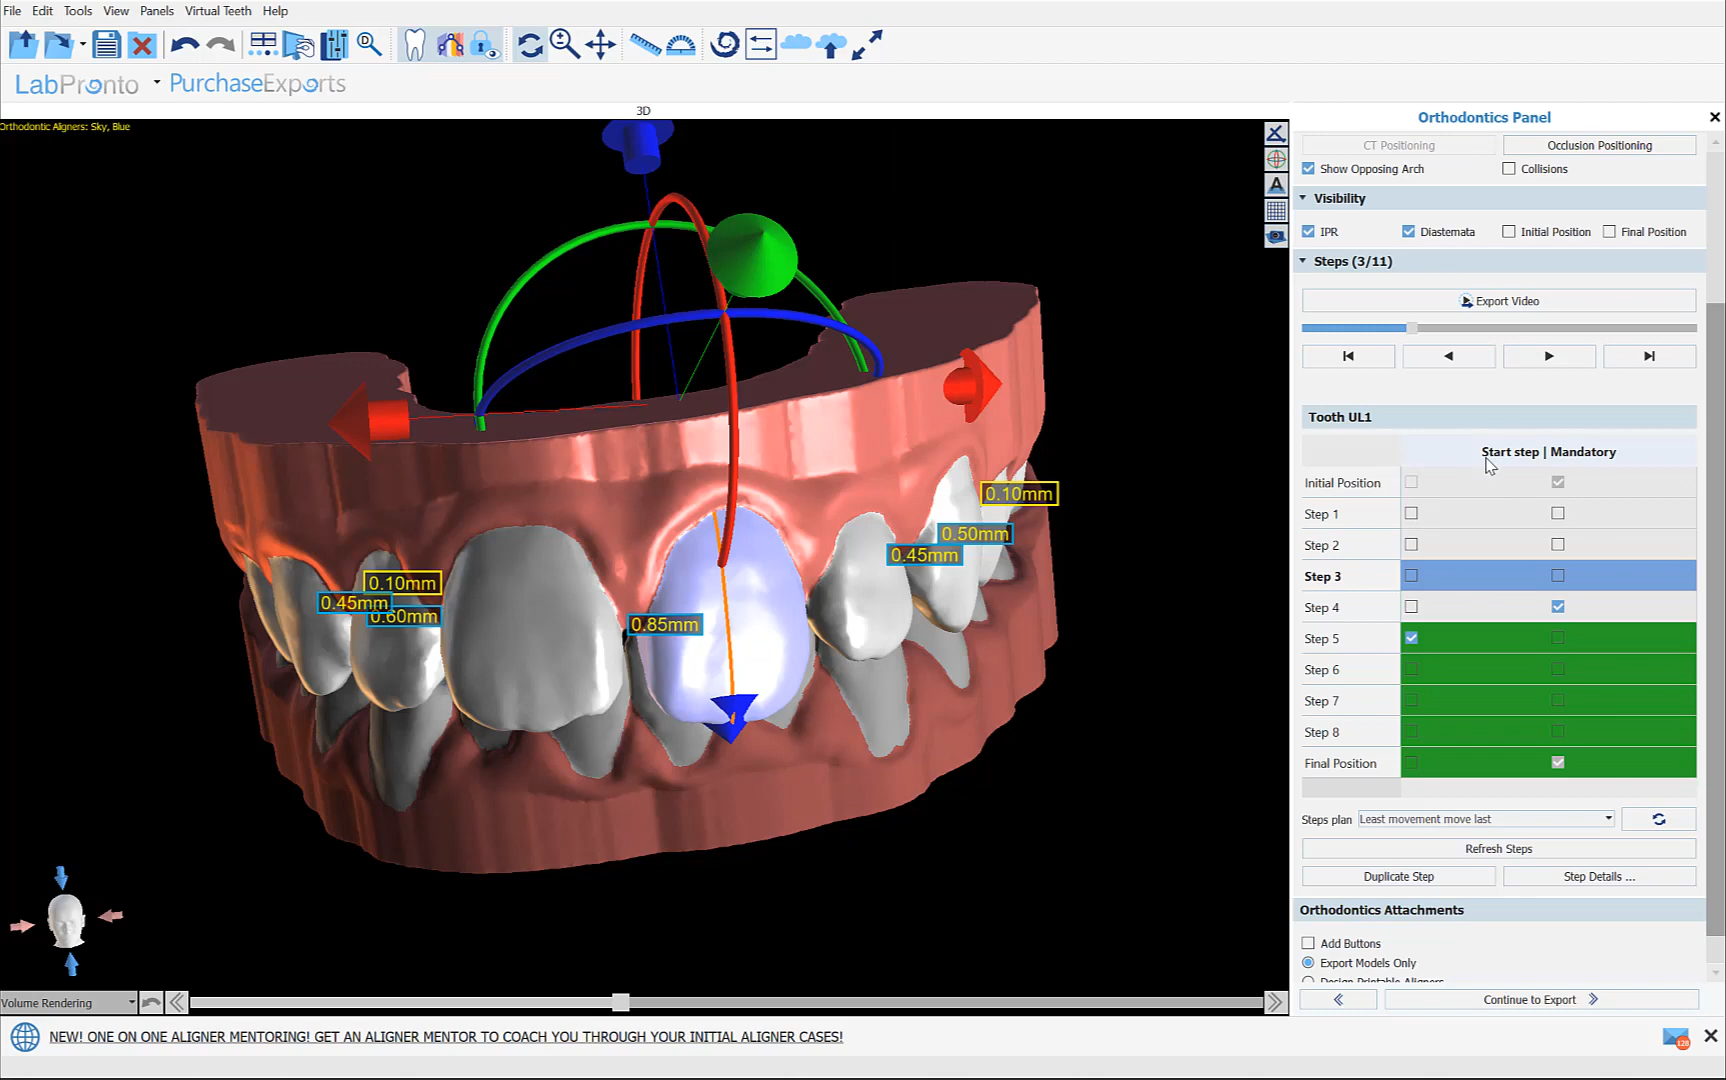 File Edit Tools View Panels Virtual Teeth Help
LabPronto PurchaseExports
3D
Orthodontic Aligners: Sky, Blue
0.10mm
0.50mm
0.45mm
0.10mm
0.45mm
0.60mm
0.85mm
Volume Rendering
Orthodontics Panel
CT Positioning Occlusion Positioning
Show Opposing Arch Collisions
Visibility
IPR Diastemata Initial Position Final Position
Steps (3/11)
Export Video
Tooth UL1
Start step | Mandatory
Initial Position
Step 1
Step 2
Step 3
Step 4
Step 5
Step 6
Step 7
Step 8
Final Position
Steps plan Least movement move last
Refresh Steps
Duplicate Step Step Details ...
Orthodontics Attachments
Add Buttons
Export Models Only
Design Printable Aligners
Continue to Export
NEW! ONE ON ONE ALIGNER MENTORING! GET AN ALIGNER MENTOR TO COACH YOU THROUGH YOUR INITIAL ALIGNER CASES!